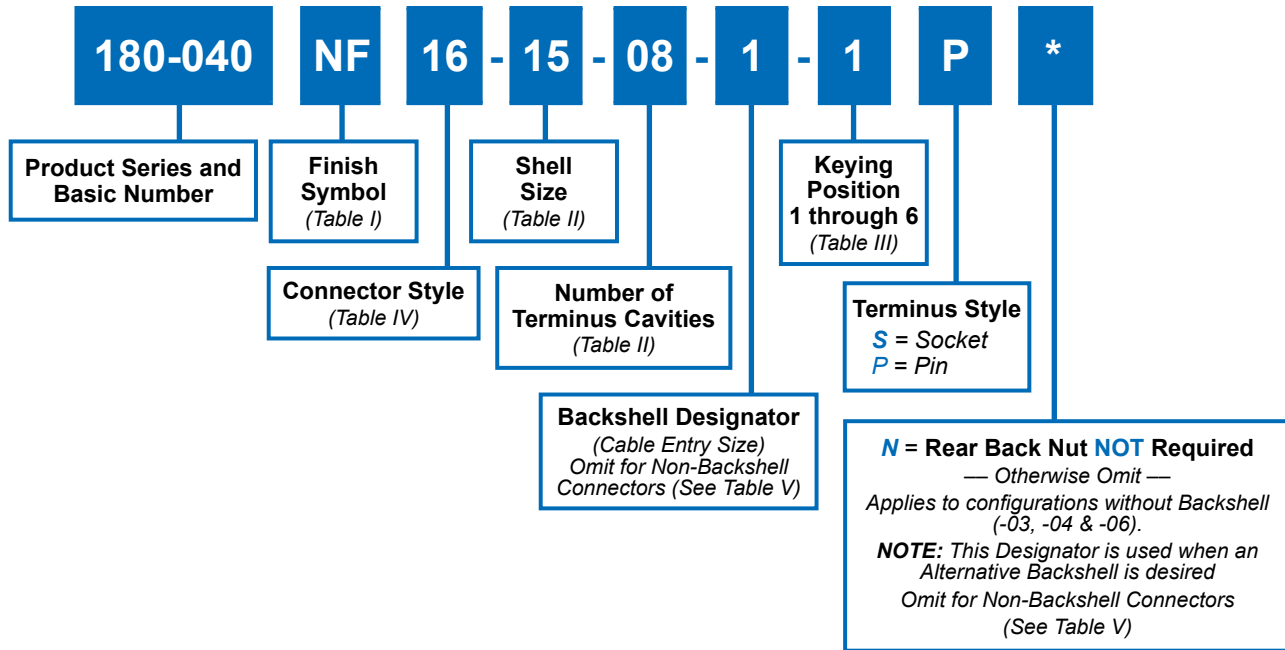 180-040 NF 16 - 15 - 08 - 1 - 1 P *
Product Series and
Basic Number
Finish
Symbol
(Table I)
Shell
Size
(Table II)
Keying
Position
1 through 6
(Table III)
Connector Style
(Table IV)
Number of
Terminus Cavities
(Table II)
Terminus Style
S = Socket
P = Pin
Backshell Designator
(Cable Entry Size)
Omit for Non-Backshell
Connectors (See Table V)
N = Rear Back Nut NOT Required
— Otherwise Omit —
Applies to configurations without Backshell
(-03, -04 & -06).
NOTE: This Designator is used when an
Alternative Backshell is desired
Omit for Non-Backshell Connectors
(See Table V)